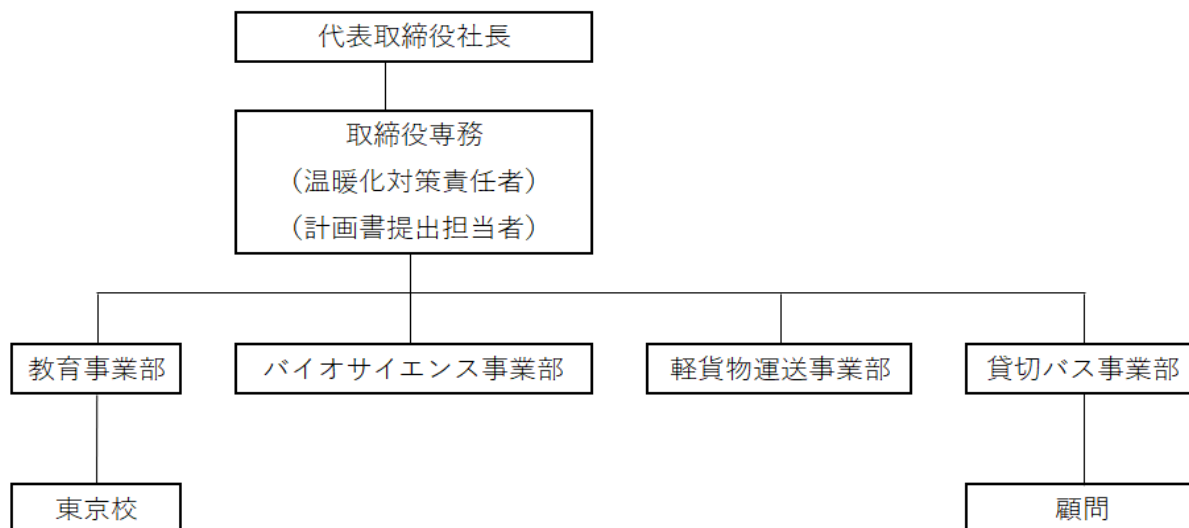 代表取締役社長
取締役専務
（温暖化対策責任者）
（計画書提出担当者）
教育事業部
バイオサイエンス事業部
軽貨物運送事業部
貸切バス事業部
東京校
顧問